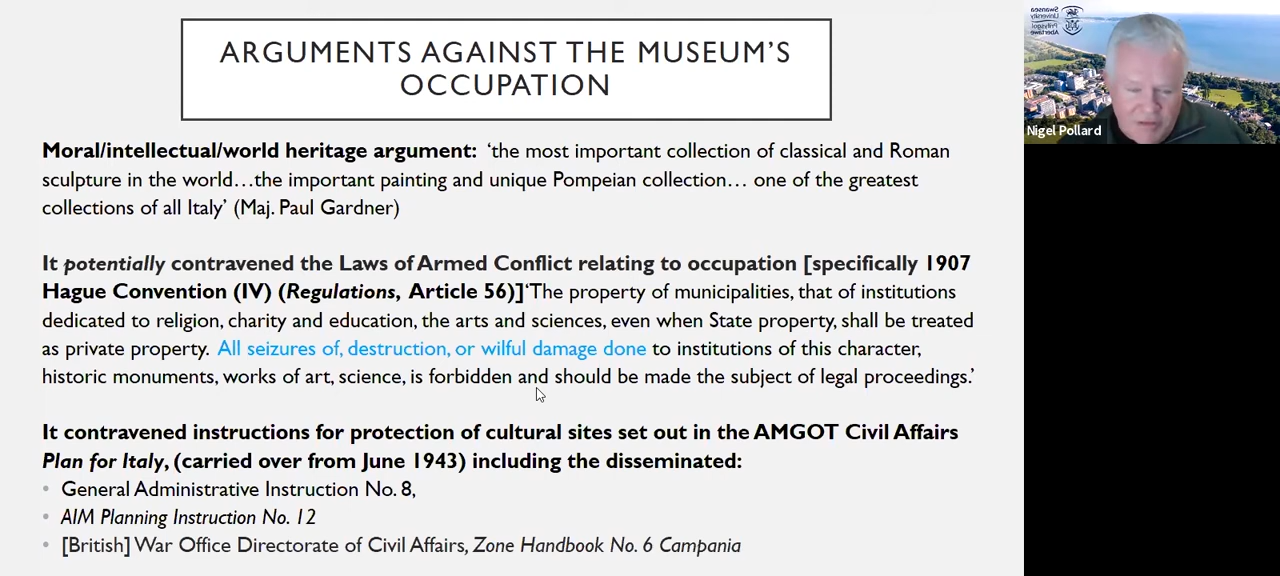 ARGUMENTS AGAINST THE MUSEUM'S
OCCUPATION
Moral/intellectual/world heritage argument: 'the most important collection of classical and Roman
sculpture in the world…the important painting and unique Pompeian collection… one of the greatest
collections of all Italy' (Maj. Paul Gardner)
It potentially contravened the Laws of Armed Conflict relating to occupation [specifically 1907
Hague Convention (IV) (Regulations, Article 56)]'The property of municipalities, that of institutions
dedicated to religion, charity and education, the arts and sciences, even when State property, shall be treated
as private property. All seizures of, destruction, or wilful damage done to institutions of this character,
historic monuments, works of art, science, is forbidden and should be made the subject of legal proceedings.'
It contravened instructions for protection of cultural sites set out in the AMGOT Civil Affairs
Plan for Italy, (carried over from June 1943) including the disseminated:
• General Administrative Instruction No. 8,
• AIM Planning Instruction No. 12
• [British] War Office Directorate of Civil Affairs, Zone Handbook No. 6 Campania
Swansea
University
Prifysgol
Abertawe
Nigel Pollard